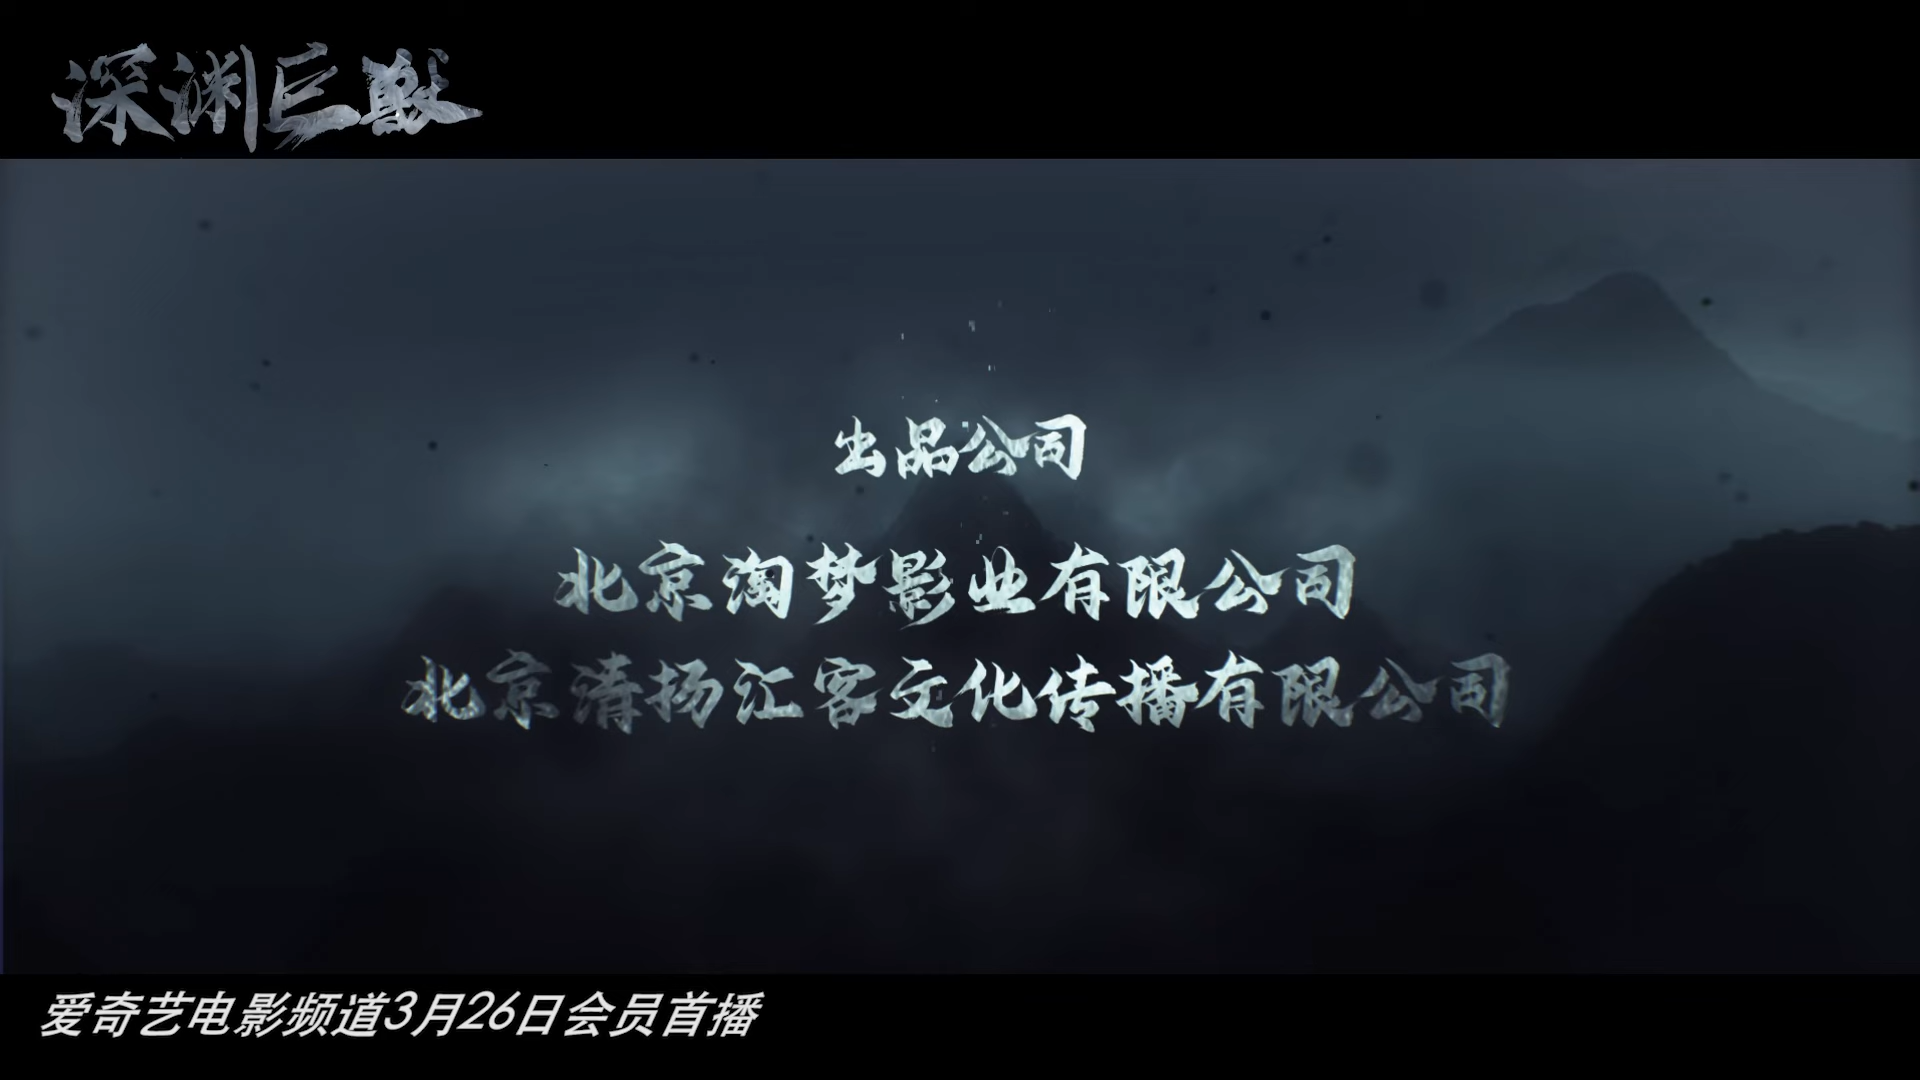 深渊巨兽
出品公司
北京淘梦影业有限公司
北京清扬汇客文化传播有限公司
爱奇艺电影频道3月26日会员首播